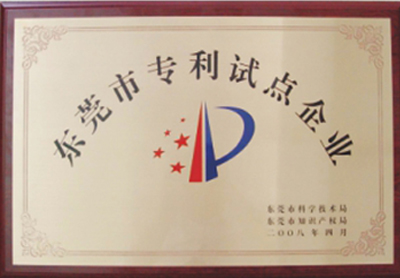 东莞市专利试点企业
东莞市科学技术局
东莞市知识产权局
二〇〇八年四月